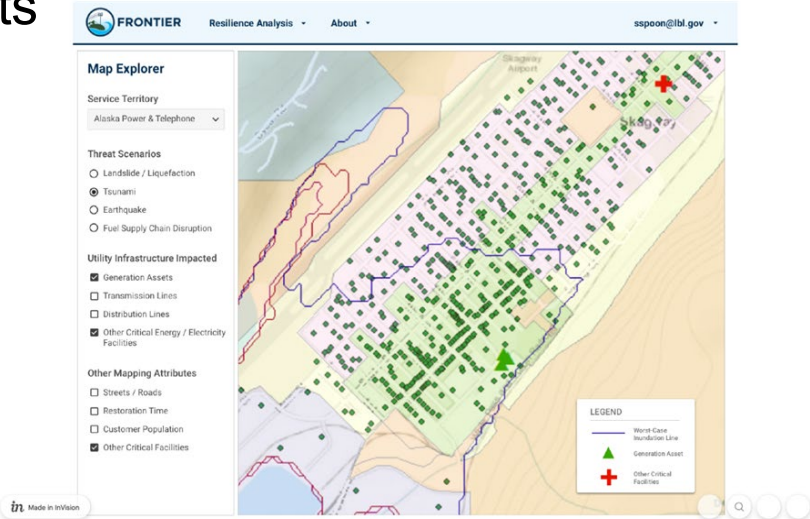 ts
FRONTIER
Resilience Analysis
About
sspoon@lbl.gov
Map Explorer
Service Territory
Alaska Power & Telephone
Threat Scenarios
Landslide / Liquefaction
Tsunami
Earthquake
Fuel Supply Chain Disruption
Utility Infrastructure Impacted
Generation Assets
Transmission Lines
Distribution Lines
Other Critical Energy / Electricity
Facilities
Other Mapping Attributes
Streets / Roads
Restoration Time
Customer Population
Other Critical Facilities
Skagway
Airport
Skagway
LEGEND
Worst-Case
Inundation Line
Generation Asset
Other Critical
Facilities
in Made in InVision